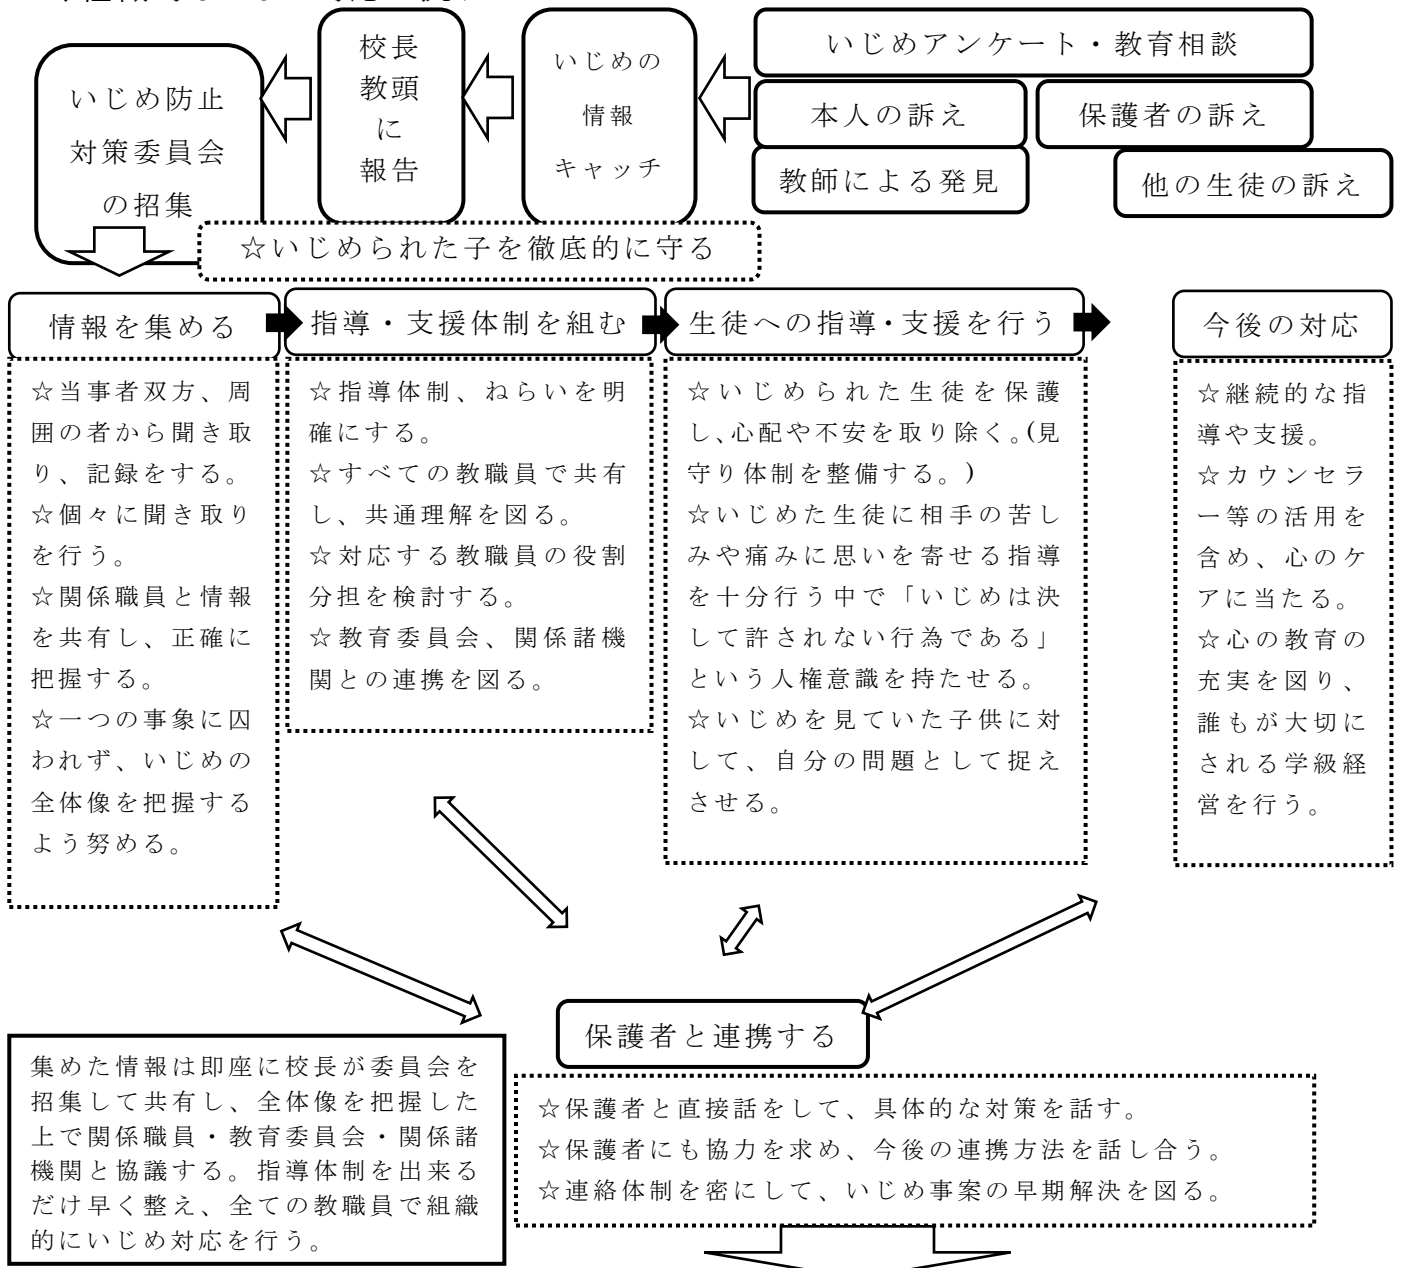 いじめアンケート・教育相談
本人の訴え
保護者の訴え
教師による発見
他の生徒の訴え
いじめの
情報
キャッチ
校長
教頭
に
報告
いじめ防止
対策委員会
の招集
☆いじめられた子を徹底的に守る
情報を集める
☆当事者双方、周
囲の者から聞き取
り、記録をする。
☆個々に聞き取り
を行う。
☆関係職員と情報
を共有し、正確に
把握する。
☆一つの事象に囚
われず、いじめの
全体像を把握する
よう努める。
指導・支援体制を組む
☆指導体制、ねらいを明
確にする。
☆すべての教職員で共有
し、共通理解を図る。
☆対応する教職員の役割
分担を検討する。
☆教育委員会、関係諸機
関との連携を図る。
生徒への指導・支援を行う
☆いじめられた生徒を保護
し、心配や不安を取り除く。(見
守り体制を整備する。)
☆いじめた生徒に相手の苦し
みや痛みに思いを寄せる指導
を十分行う中で「いじめは決
して許されない行為である」
という人権意識を持たせる。
☆いじめを見ていた子供に対
して、自分の問題として捉え
させる。
今後の対応
☆継続的な指
導や支援。
☆カウンセラ
ー等の活用を
含め、心のケ
アに当たる。
☆心の教育の
充実を図り、
誰もが大切に
される学級経
営を行う。
保護者と連携する
☆保護者と直接話をして、具体的な対策を話す。
☆保護者にも協力を求め、今後の連携方法を話し合う。
☆連絡体制を密にして、いじめ事案の早期解決を図る。
集めた情報は即座に校長が委員会を
招集して共有し、全体像を把握した
上で関係職員・教育委員会・関係諸
機関と協議する。指導体制を出来る
だけ早く整え、全ての教職員で組織
的にいじめ対応を行う。